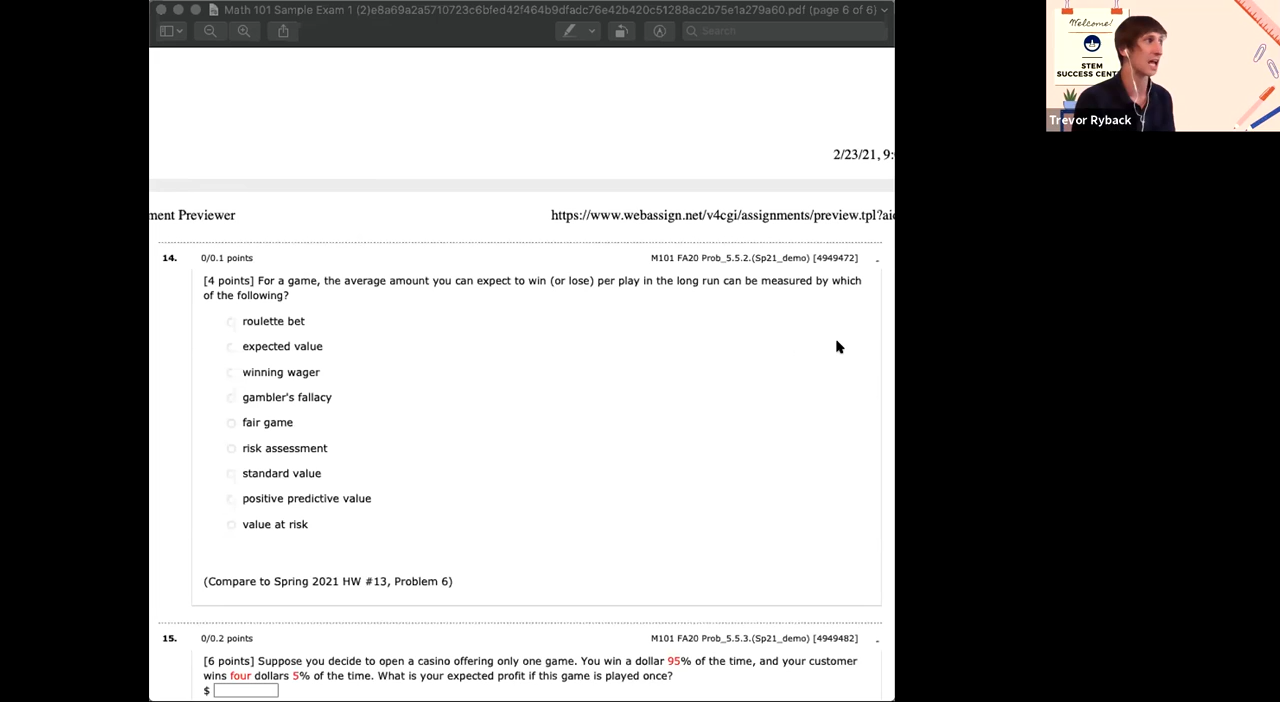 Math 101 Sample Exam 1 (2)e8a69a2a5710723c6bfed42f464b9dfadc76e42b420c51288ac2b75e1a279a60.pdf (page 6 of 6)
Search
Welcome!
STEM
SUCCESS CENT
Trevor Ryback
2/23/21, 9:
ment Previewer
https://www.webassign.net/v4cgi/assignments/preview.tpl?aid
14. 0/0.1 points M101 FA20 Prob_5.5.2.(Sp21_demo) [4949472]
[4 points] For a game, the average amount you can expect to win (or lose) per play in the long run can be measured by which
of the following?
roulette bet
expected value
winning wager
gambler's fallacy
fair game
risk assessment
standard value
positive predictive value
value at risk
(Compare to Spring 2021 HW #13, Problem 6)
15. 0/0.2 points M101 FA20 Prob_5.5.3.(Sp21_demo) [4949482]
[6 points] Suppose you decide to open a casino offering only one game. You win a dollar 95% of the time, and your customer
wins four dollars 5% of the time. What is your expected profit if this game is played once?
$